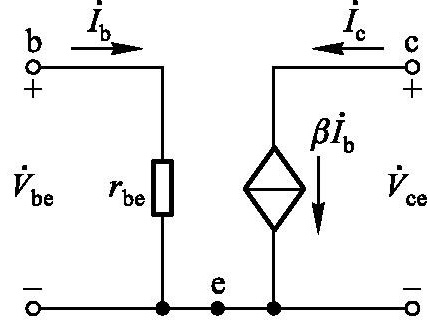 İ_b İ_c
b c
+ +
βİ_b
V̇_be r_be V̇_ce
− e −